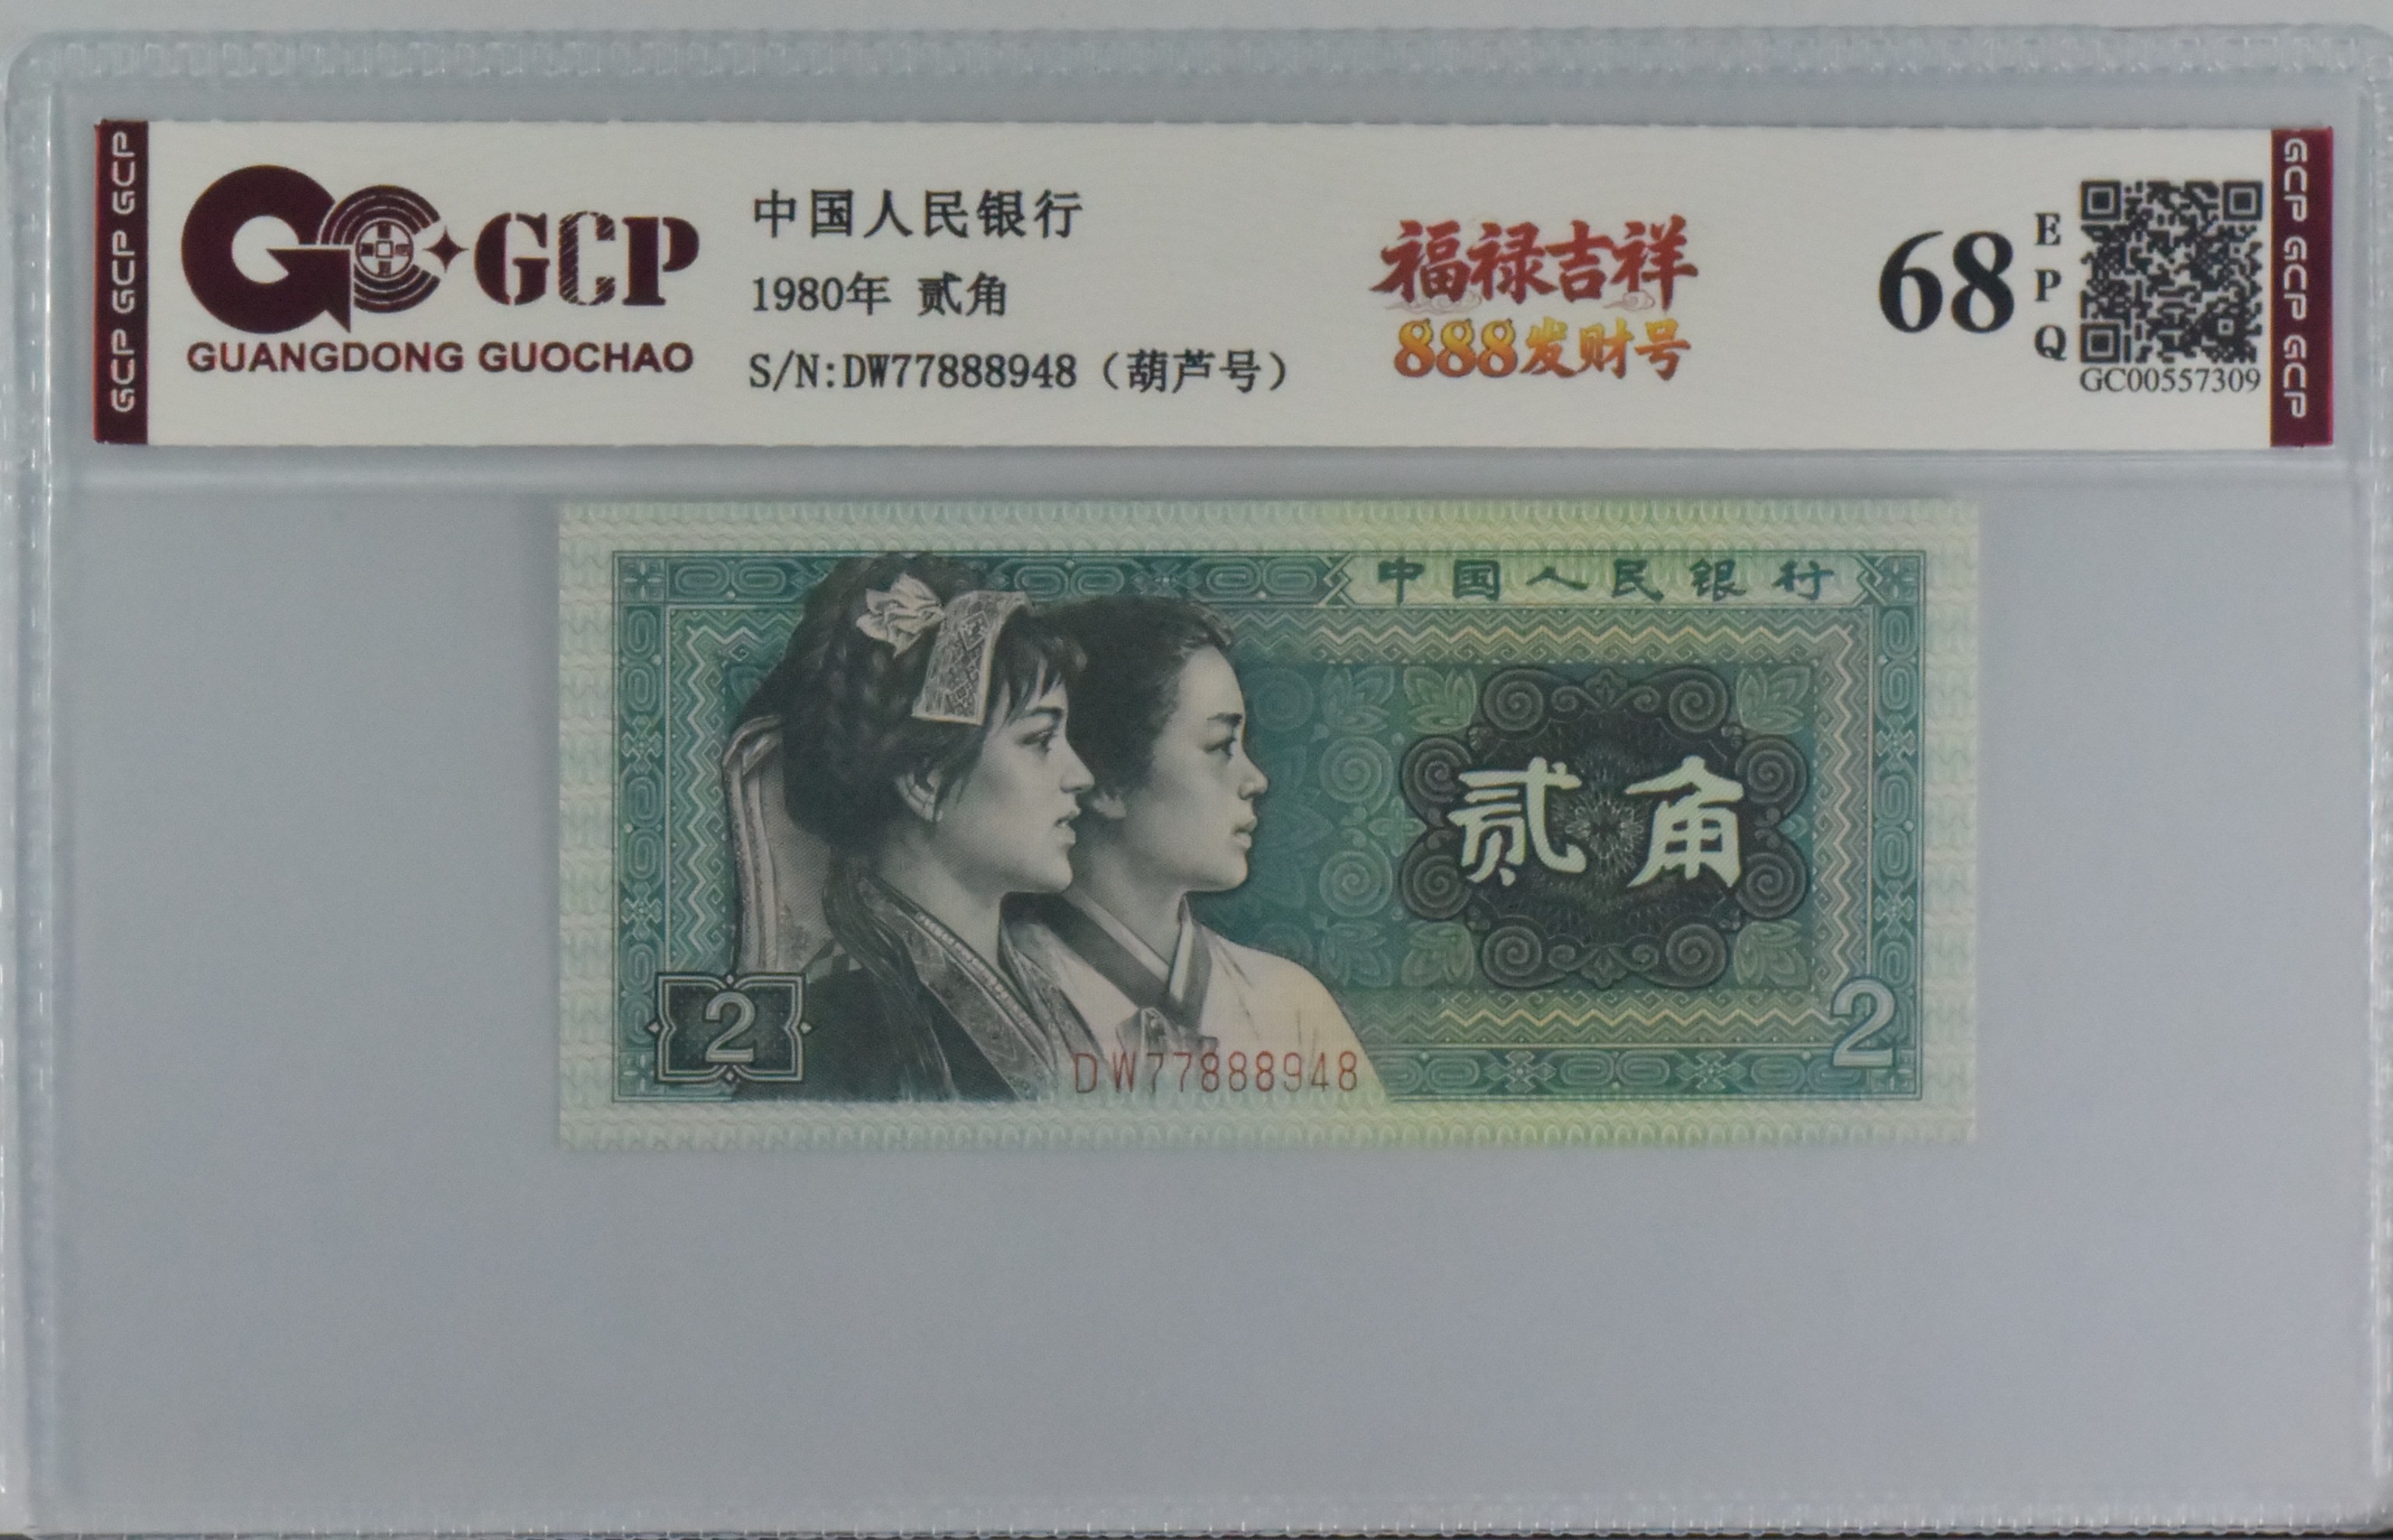 GCP GCP GCP
GCP
GUANGDONG GUOCHAO
中国人民银行
1980年 贰角
S/N:DW77888948（葫芦号）
福禄吉祥
888发财号
68
EPQ
GC00557309
GCP GCP GCP
中国人民银行
贰角
2
2
DW77888948